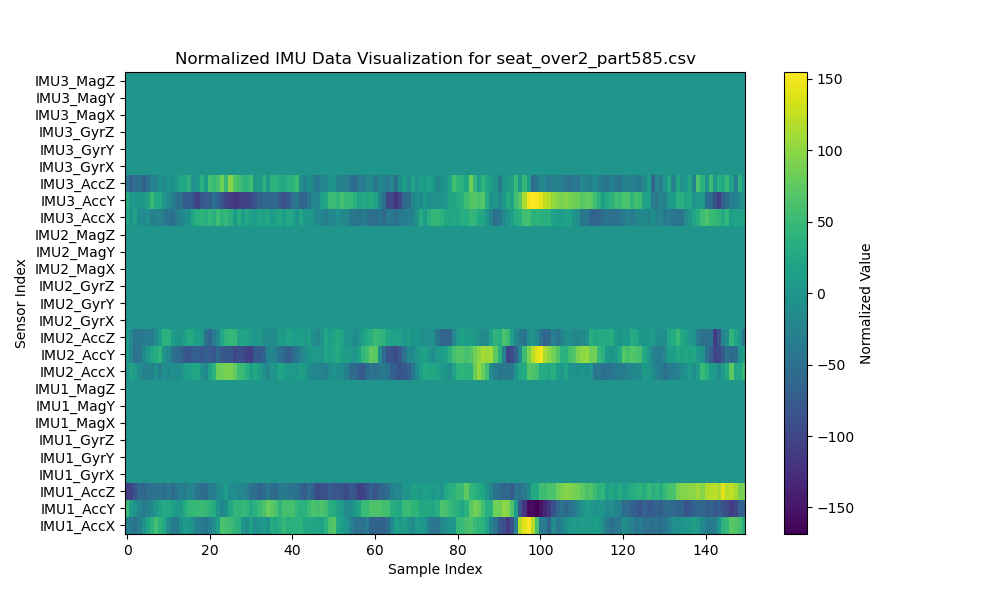 Normalized IMU Data Visualization for seat_over2_part585.csv
IMU3_MagZ
IMU3_MagY
IMU3_MagX
IMU3_GyrZ
IMU3_GyrY
IMU3_GyrX
IMU3_AccZ
IMU3_AccY
IMU3_AccX
IMU2_MagZ
IMU2_MagY
IMU2_MagX
IMU2_GyrZ
IMU2_GyrY
IMU2_GyrX
IMU2_AccZ
IMU2_AccY
IMU2_AccX
IMU1_MagZ
IMU1_MagY
IMU1_MagX
IMU1_GyrZ
IMU1_GyrY
IMU1_GyrX
IMU1_AccZ
IMU1_AccY
IMU1_AccX
Sensor Index
0 20 40 60 80 100 120 140
Sample Index
150
100
50
0
−50
−100
−150
Normalized Value